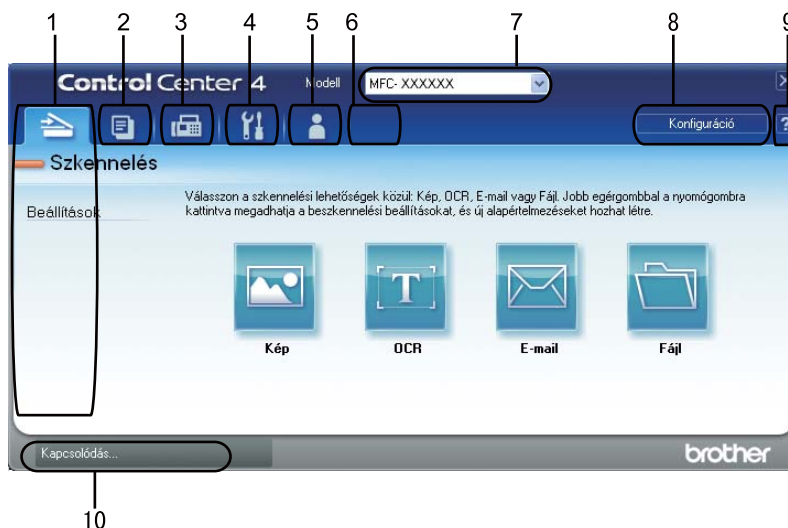 1 2 3 4 5 6 7 8 9
Control Center 4 Modell MFC- XXXXXX
Konfiguráció ?
Szkennelés
Beállítások
Válasszon a szkennelési lehetőségek közül: Kép, OCR, E-mail vagy Fájl. Jobb egérgombbal a nyomógombra
kattintva megadhatja a beszkennelési beállításokat, és új alapértelmezéseket hozhat létre.
T
Kép OCR E-mail Fájl
Kapcsolódás...
brother
10